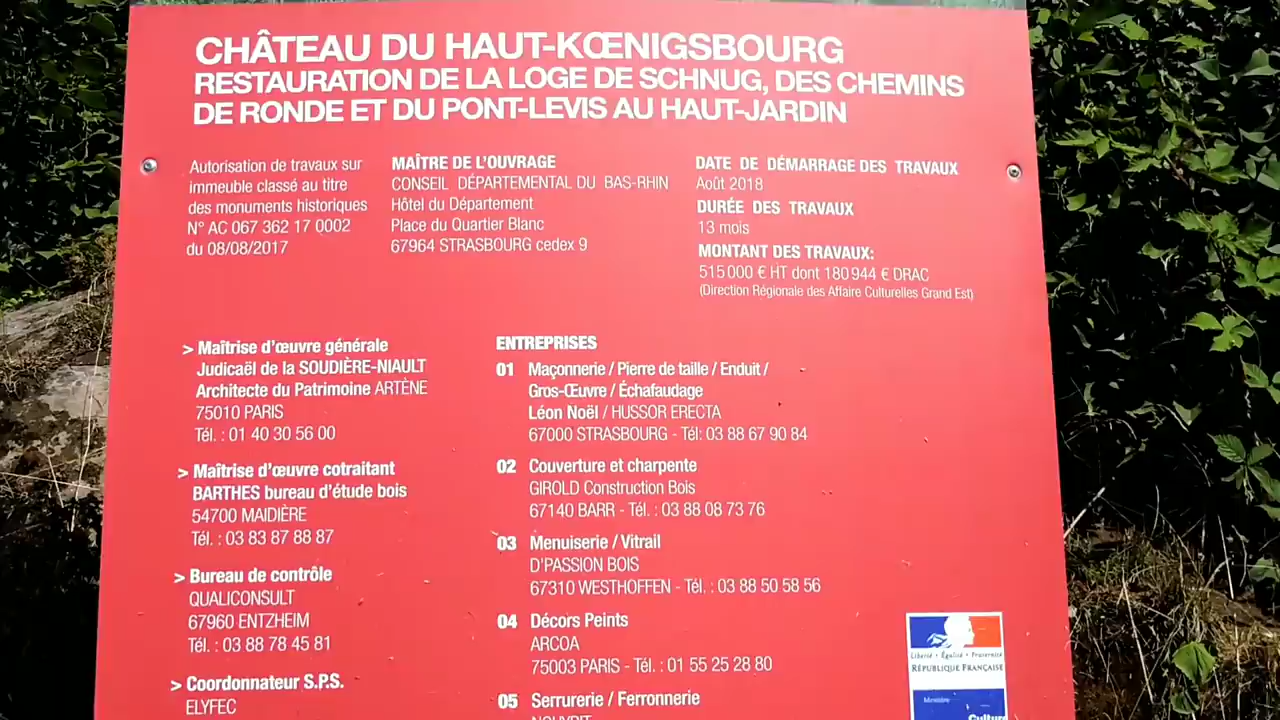 CHÂTEAU DU HAUT-KŒNIGSBOURG
RESTAURATION DE LA LOGE DE SCHNUG, DES CHEMINS
DE RONDE ET DU PONT-LEVIS AU HAUT-JARDIN
Autorisation de travaux sur
immeuble classé au titre
des monuments historiques
N° AC 067 362 17 0002
du 08/08/2017
MAÎTRE DE L'OUVRAGE
CONSEIL DÉPARTEMENTAL DU BAS-RHIN
Hôtel du Département
Place du Quartier Blanc
67964 STRASBOURG cedex 9
DATE DE DÉMARRAGE DES TRAVAUX
Août 2018
DURÉE DES TRAVAUX
13 mois
MONTANT DES TRAVAUX:
515 000 € HT dont 180 944 € DRAC
(Direction Régionale des Affaire Culturelles Grand Est)
> Maîtrise d'œuvre générale
Judicaël de la SOUDIÈRE-NIAULT
Architecte du Patrimoine ARTÈNE
75010 PARIS
Tél. : 01 40 30 56 00
> Maîtrise d'œuvre cotraitant
BARTHES bureau d'étude bois
54700 MAIDIÈRE
Tél. : 03 83 87 88 87
> Bureau de contrôle
QUALICONSULT
67960 ENTZHEIM
Tél. : 03 88 78 45 81
> Coordonnateur S.P.S.
ELYFEC
ENTREPRISES
01 Maçonnerie / Pierre de taille / Enduit /
Gros-Œuvre / Échafaudage
Léon Noël / HUSSOR ERECTA
67000 STRASBOURG - Tél: 03 88 67 90 84
02 Couverture et charpente
GIROLD Construction Bois
67140 BARR - Tél. : 03 88 08 73 76
03 Menuiserie / Vitrail
D'PASSION BOIS
67310 WESTHOFFEN - Tél. : 03 88 50 58 56
04 Décors Peints
ARCOA
75003 PARIS - Tél. : 01 55 25 28 80
05 Serrurerie / Ferronnerie
Liberté • Égalité • Fraternité
RÉPUBLIQUE FRANÇAISE
Ministère